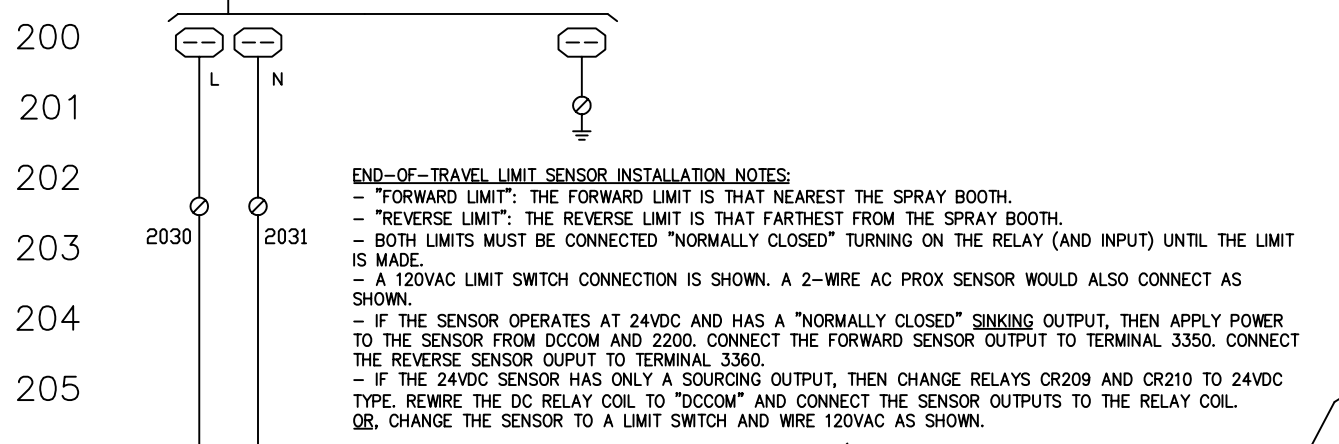 200
L
N
201
202
2030
2031
203
204
205
END-OF-TRAVEL LIMIT SENSOR INSTALLATION NOTES:
- "FORWARD LIMIT": THE FORWARD LIMIT IS THAT NEAREST THE SPRAY BOOTH.
- "REVERSE LIMIT": THE REVERSE LIMIT IS THAT FARTHEST FROM THE SPRAY BOOTH.
- BOTH LIMITS MUST BE CONNECTED "NORMALLY CLOSED" TURNING ON THE RELAY (AND INPUT) UNTIL THE LIMIT
IS MADE.
- A 120VAC LIMIT SWITCH CONNECTION IS SHOWN. A 2-WIRE AC PROX SENSOR WOULD ALSO CONNECT AS
SHOWN.
- IF THE SENSOR OPERATES AT 24VDC AND HAS A "NORMALLY CLOSED" SINKING OUTPUT, THEN APPLY POWER
TO THE SENSOR FROM DCCOM AND 2200. CONNECT THE FORWARD SENSOR OUTPUT TO TERMINAL 3350. CONNECT
THE REVERSE SENSOR OUPUT TO TERMINAL 3360.
- IF THE 24VDC SENSOR HAS ONLY A SOURCING OUTPUT, THEN CHANGE RELAYS CR209 AND CR210 TO 24VDC
TYPE. REWIRE THE DC RELAY COIL TO "DCCOM" AND CONNECT THE SENSOR OUTPUTS TO THE RELAY COIL.
OR, CHANGE THE SENSOR TO A LIMIT SWITCH AND WIRE 120VAC AS SHOWN.